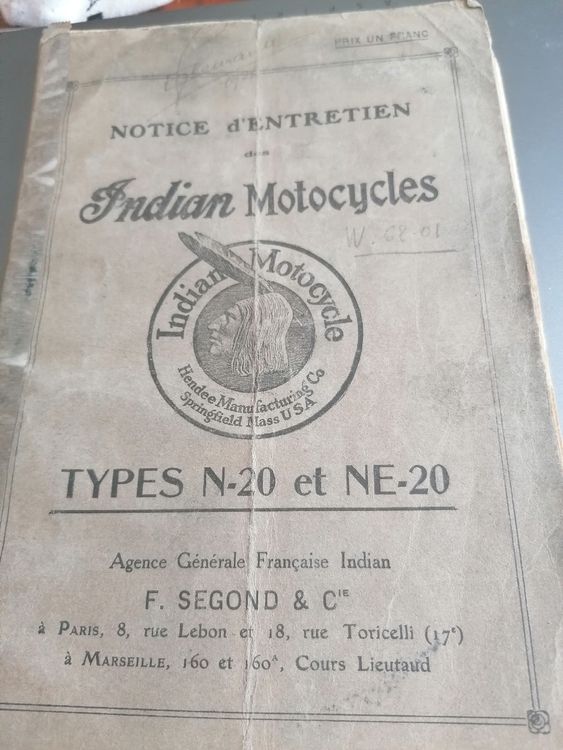 PRIX UN FRANC
NOTICE d'ENTRETIEN
des
Indian Motocycles
W. 68-01
Indian Motocycle
Hendee Manufacturing Co
Springfield Mass USA
TYPES N-20 et NE-20
Agence Générale Française Indian
F. SEGOND & Cie
à PARIS, 8, rue Lebon et 18, rue Toricelli (17e)
à MARSEILLE, 160 et 160A, Cours Lieutaud